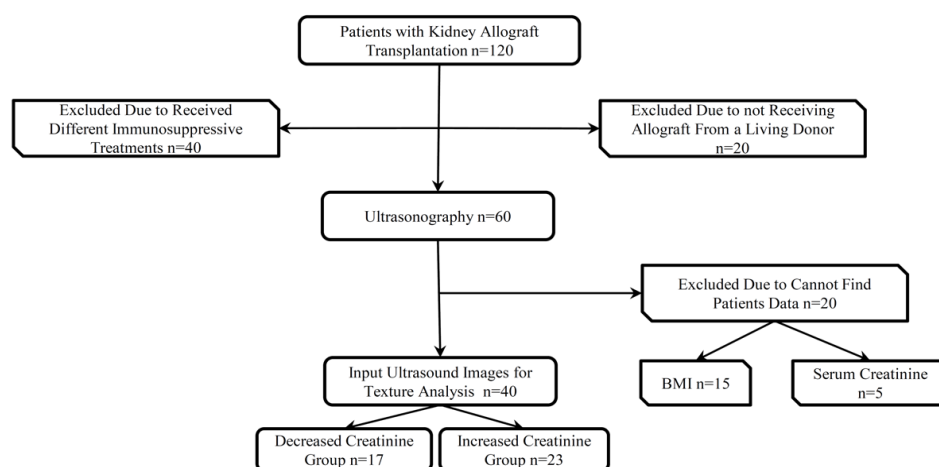 Patients with Kidney Allograft
Transplantation n=120
Excluded Due to Received
Different Immunosuppressive
Treatments n=40
Excluded Due to not Receiving
Allograft From a Living Donor
n=20
Ultrasonography n=60
Excluded Due to Cannot Find
Patients Data n=20
BMI n=15
Serum Creatinine
n=5
Input Ultrasound Images for
Texture Analysis n=40
Decreased Creatinine
Group n=17
Increased Creatinine
Group n=23